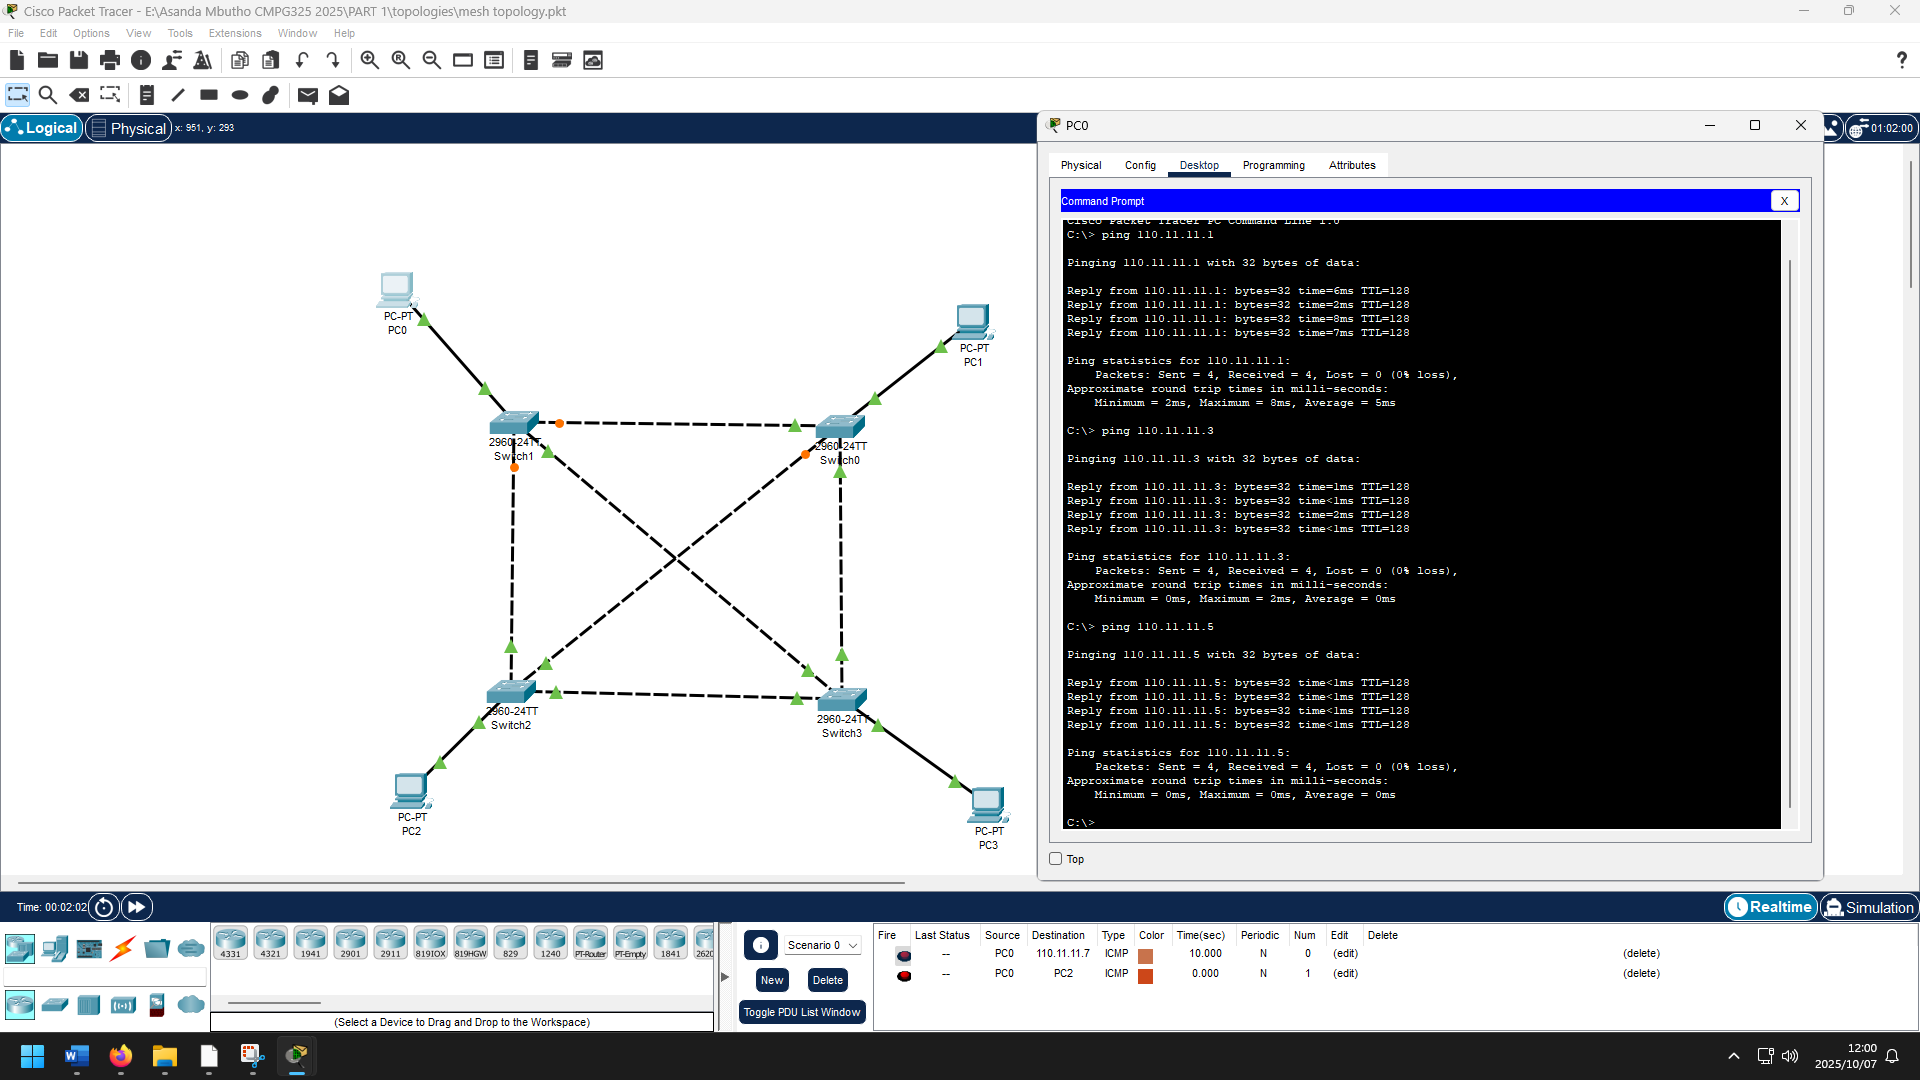 Cisco Packet Tracer - E:\Asanda Mbutho CMPG325 2025\PART 1\topologies\mesh topology.pkt
File Edit Options View Tools Extensions Window Help
Logical Physical x: 951, y: 293
01:02:00
PC0
Physical Config Desktop Programming Attributes
Command Prompt
X
Cisco Packet Tracer PC Command Line 1.0
C:\> ping 110.11.11.1
Pinging 110.11.11.1 with 32 bytes of data:
Reply from 110.11.11.1: bytes=32 time=6ms TTL=128
Reply from 110.11.11.1: bytes=32 time=2ms TTL=128
Reply from 110.11.11.1: bytes=32 time=8ms TTL=128
Reply from 110.11.11.1: bytes=32 time=7ms TTL=128
Ping statistics for 110.11.11.1:
Packets: Sent = 4, Received = 4, Lost = 0 (0% loss),
Approximate round trip times in milli-seconds:
Minimum = 2ms, Maximum = 8ms, Average = 5ms
C:\> ping 110.11.11.3
Pinging 110.11.11.3 with 32 bytes of data:
Reply from 110.11.11.3: bytes=32 time=1ms TTL=128
Reply from 110.11.11.3: bytes=32 time<1ms TTL=128
Reply from 110.11.11.3: bytes=32 time=2ms TTL=128
Reply from 110.11.11.3: bytes=32 time<1ms TTL=128
Ping statistics for 110.11.11.3:
Packets: Sent = 4, Received = 4, Lost = 0 (0% loss),
Approximate round trip times in milli-seconds:
Minimum = 0ms, Maximum = 2ms, Average = 0ms
C:\> ping 110.11.11.5
Pinging 110.11.11.5 with 32 bytes of data:
Reply from 110.11.11.5: bytes=32 time<1ms TTL=128
Reply from 110.11.11.5: bytes=32 time<1ms TTL=128
Reply from 110.11.11.5: bytes=32 time<1ms TTL=128
Reply from 110.11.11.5: bytes=32 time<1ms TTL=128
Ping statistics for 110.11.11.5:
Packets: Sent = 4, Received = 4, Lost = 0 (0% loss),
Approximate round trip times in milli-seconds:
Minimum = 0ms, Maximum = 0ms, Average = 0ms
C:\>
Top
PC-PT
PC0
PC-PT
PC1
2960-24TT
Switch1
2960-24TT
Switch0
2960-24TT
Switch2
2960-24TT
Switch3
PC-PT
PC2
PC-PT
PC3
Time: 00:02:02
Realtime Simulation
4331 4321 1941 2901 2911 819IOX 819HGW 829 1240 PT-Router PT-Empty 1841 2620
(Select a Device to Drag and Drop to the Workspace)
Scenario 0
New Delete
Toggle PDU List Window
Fire Last Status Source Destination Type Color Time(sec) Periodic Num Edit Delete
-- PC0 110.11.11.7 ICMP 10.000 N 0 (edit) (delete)
-- PC0 PC2 ICMP 0.000 N 1 (edit) (delete)
12:00
2025/10/07